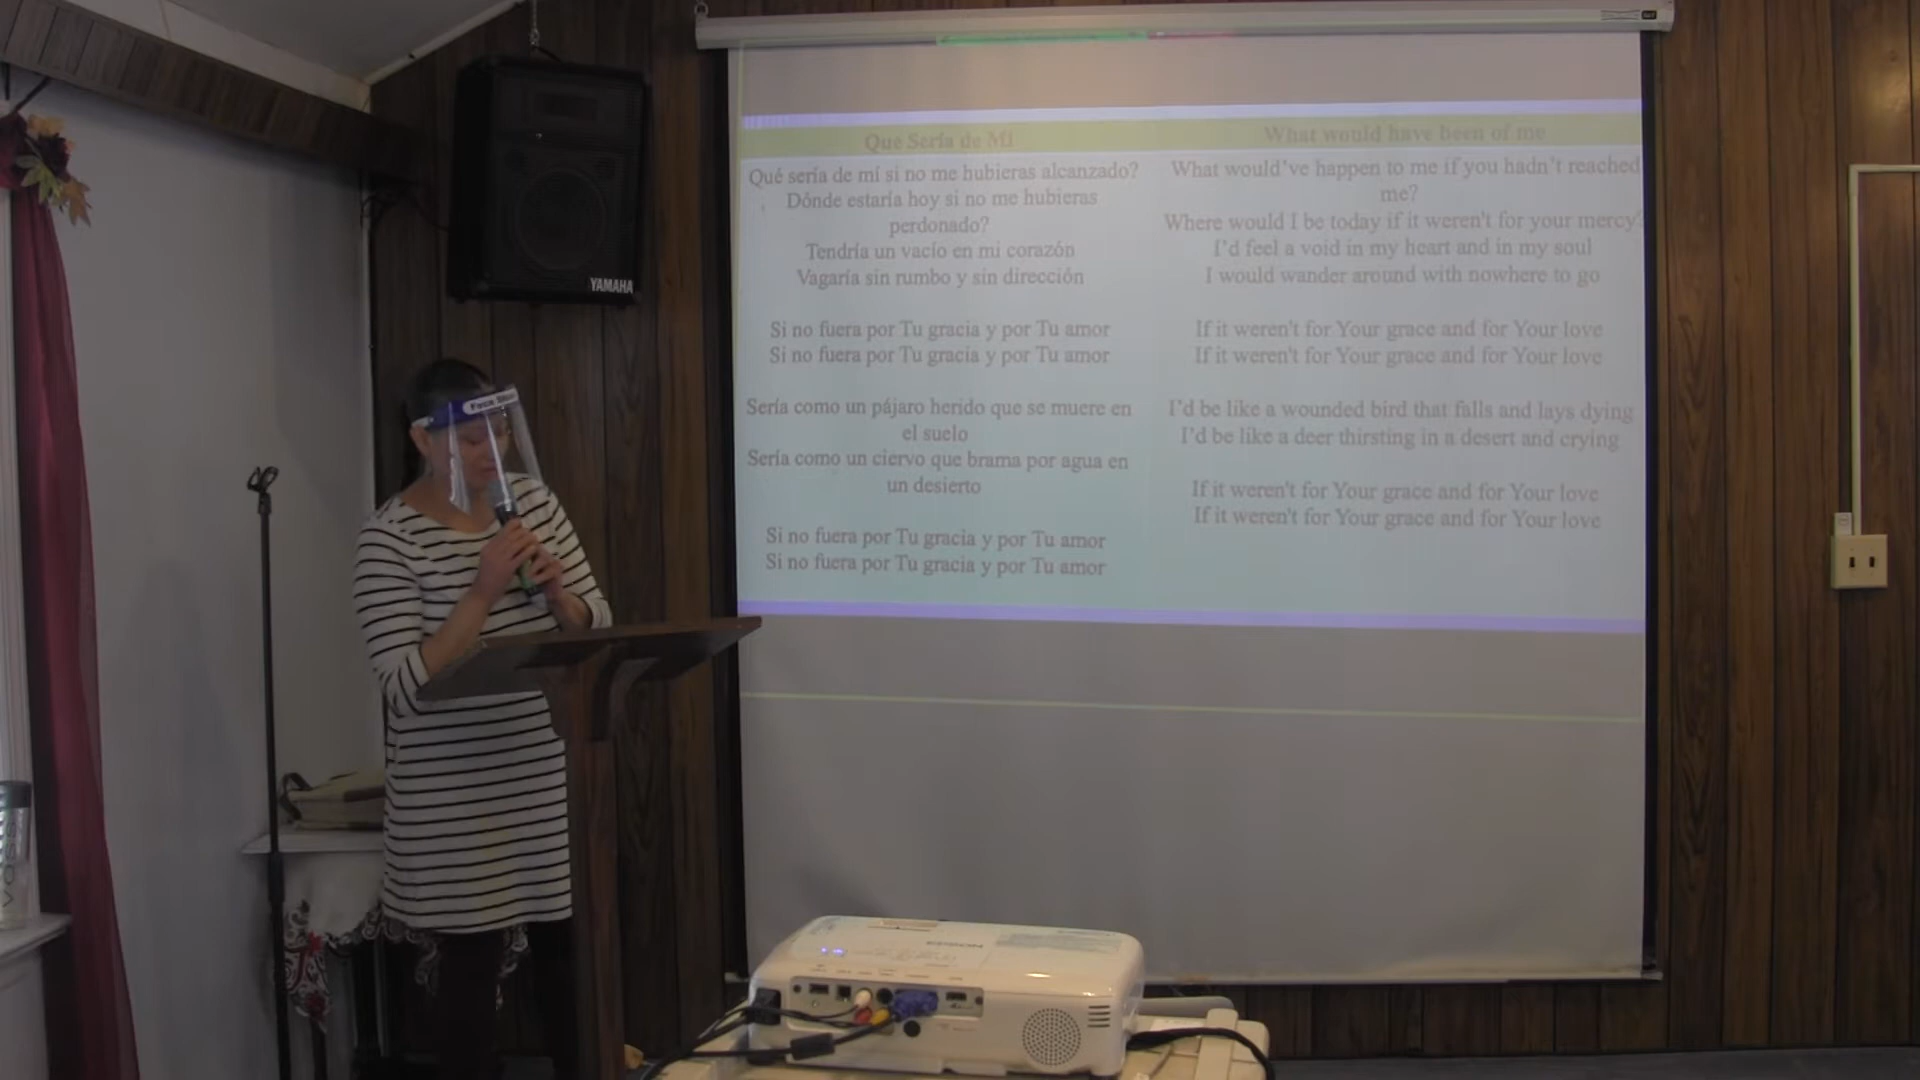 YAMAHA
Face Shie
Que Sería de Mi
Qué sería de mí si no me hubieras alcanzado?
Dónde estaría hoy si no me hubieras
perdonado?
Tendría un vacío en mi corazón
Vagaría sin rumbo y sin dirección
Si no fuera por Tu gracia y por Tu amor
Si no fuera por Tu gracia y por Tu amor
Sería como un pájaro herido que se muere en
el suelo
Sería como un ciervo que brama por agua en
un desierto
Si no fuera por Tu gracia y por Tu amor
Si no fuera por Tu gracia y por Tu amor
What would have been of me
What would've happen to me if you hadn't reached
me?
Where would I be today if it weren't for your mercy?
I'd feel a void in my heart and in my soul
I would wander around with nowhere to go
If it weren't for Your grace and for Your love
If it weren't for Your grace and for Your love
I'd be like a wounded bird that falls and lays dying
I'd be like a deer thirsting in a desert and crying
If it weren't for Your grace and for Your love
If it weren't for Your grace and for Your love
EPSON